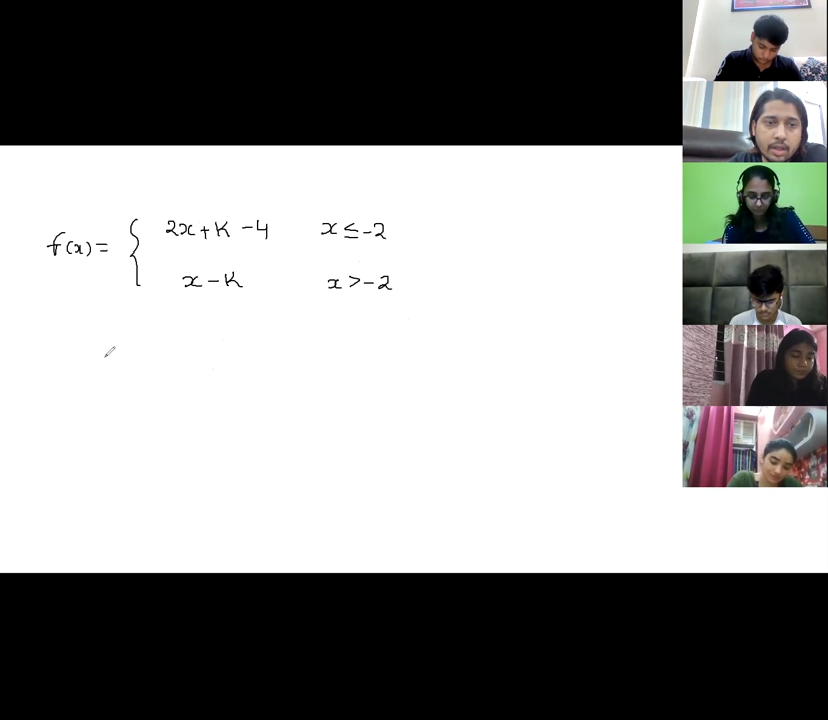 f(x) = { 2x + K - 4    x ≤ -2
x - K    x > -2